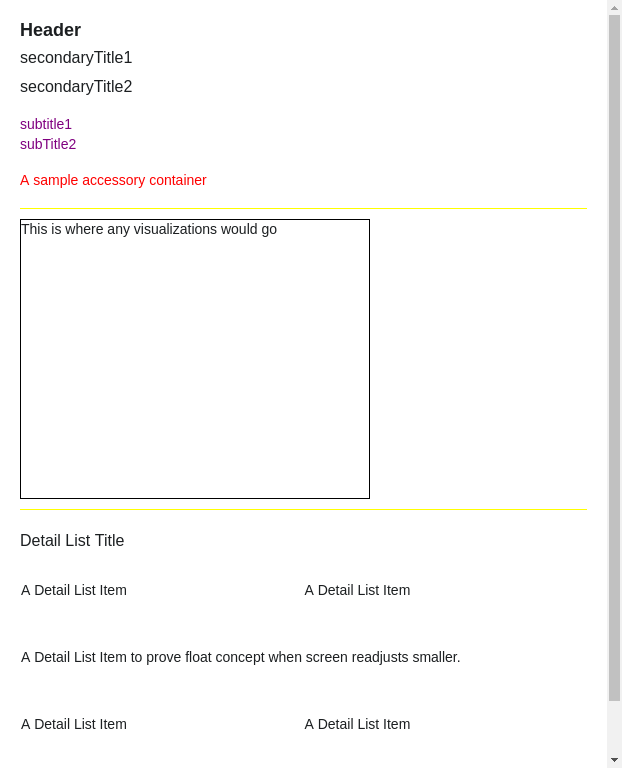 Header
secondaryTitle1
secondaryTitle2
subtitle1
subTitle2
A sample accessory container
This is where any visualizations would go
Detail List Title
A Detail List Item
A Detail List Item
A Detail List Item to prove float concept when screen readjusts smaller.
A Detail List Item
A Detail List Item